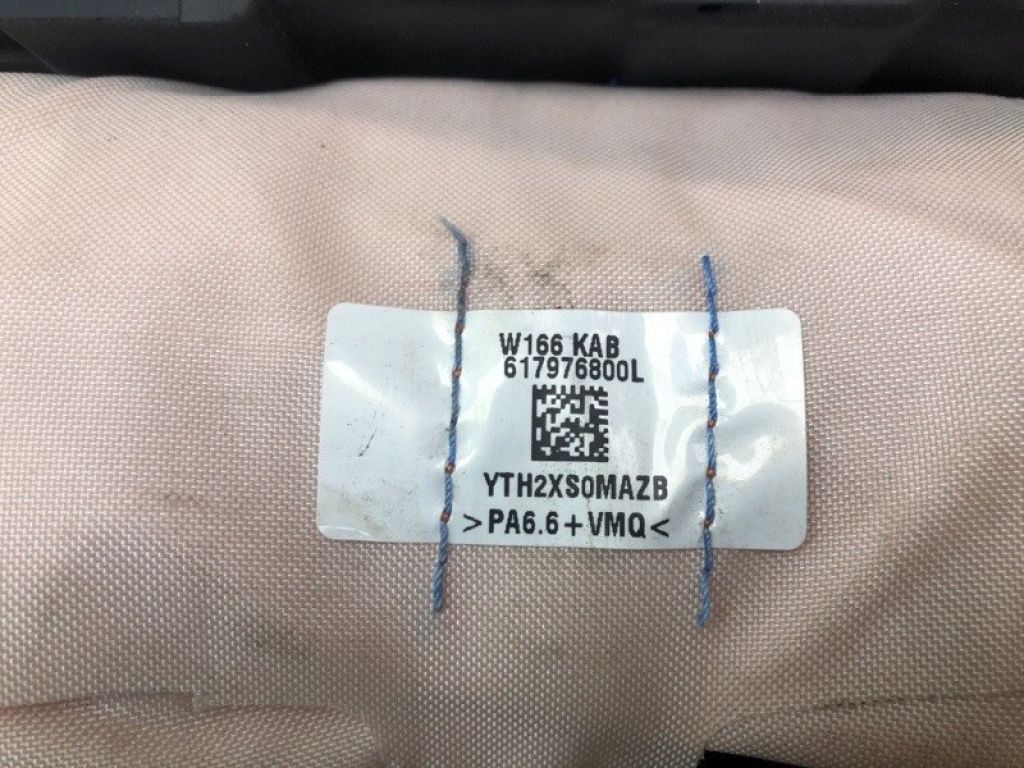 W166 KAB
617976800L
YTH2XS0MAZB
>PA6.6+VMQ<